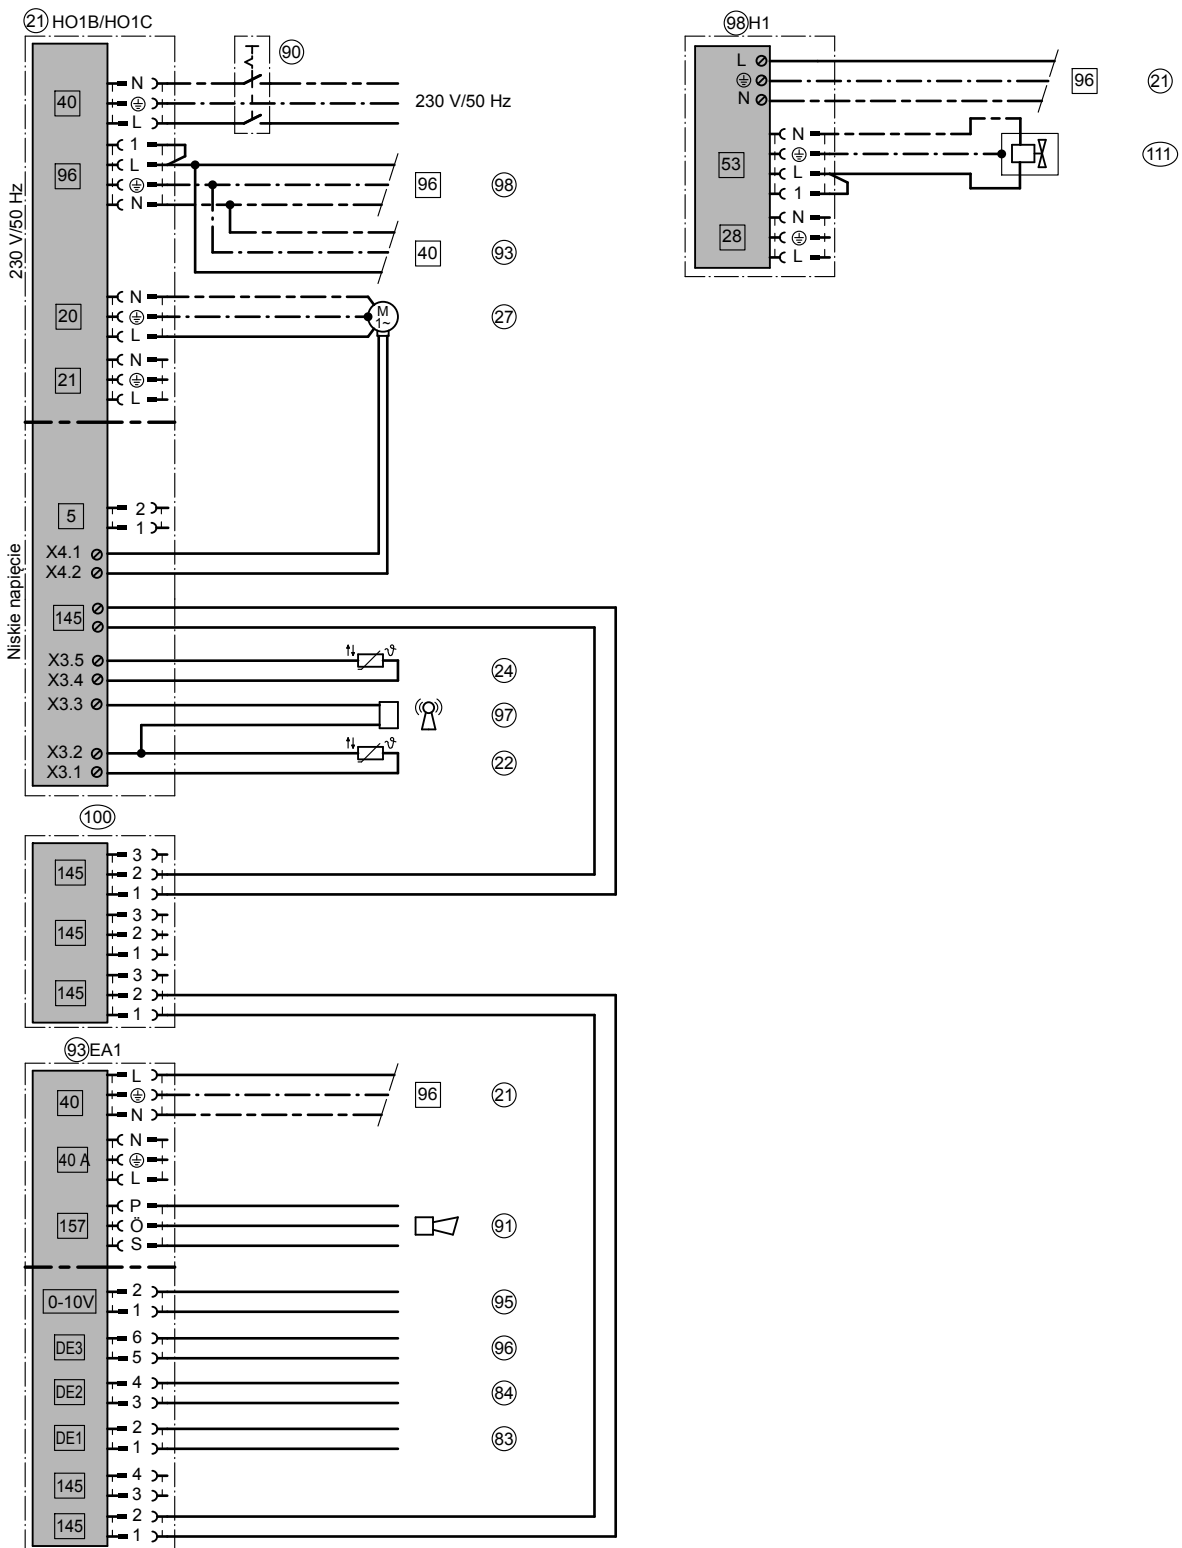 21 HO1B/HO1C
230 V/50 Hz
Niskie napięcie
90
40
N
L
230 V/50 Hz
96
1
L
N
96 98
40 93
20
N
L
M
1~
27
21
N
L
5
2
1
X4.1
X4.2
145
X3.5
X3.4
ϑ
24
X3.3
97
X3.2
X3.1
ϑ
22
100
145
3
2
1
145
3
2
1
145
3
2
1
93 EA1
40
L
N
96 21
40 A
N
L
157
P
Ö
S
91
0-10V
2
1
95
DE3
6
5
96
DE2
4
3
84
DE1
2
1
83
145
4
3
145
2
1
98 H1
L
N
96 21
53
N
L
1
111
28
N
L